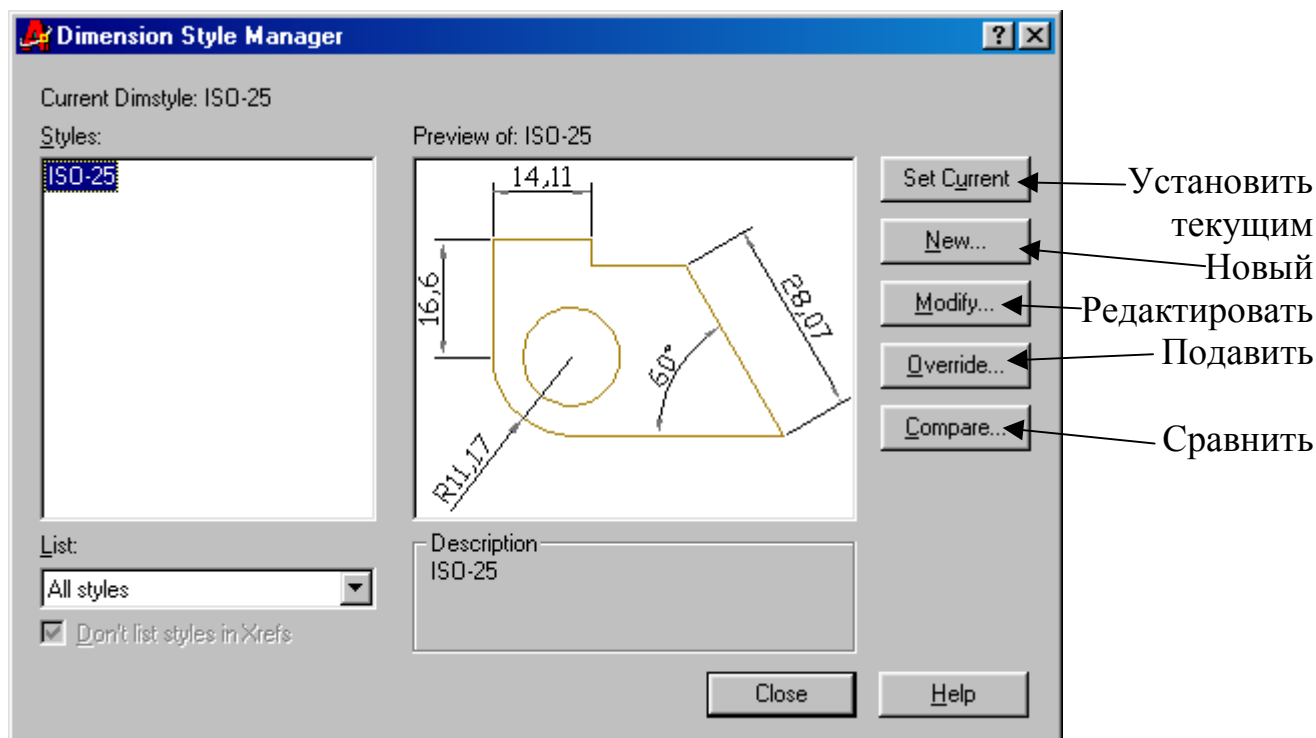 Dimension Style Manager
Current Dimstyle: ISO-25
Styles:
ISO-25
Preview of: ISO-25
14,11
16,6
28,07
60°
R11,17
Set Current
New...
Modify...
Override...
Compare...
Установить
текущим
Новый
Редактировать
Подавить
Сравнить
List:
All styles
Don't list styles in Xrefs
Description
ISO-25
Close
Help